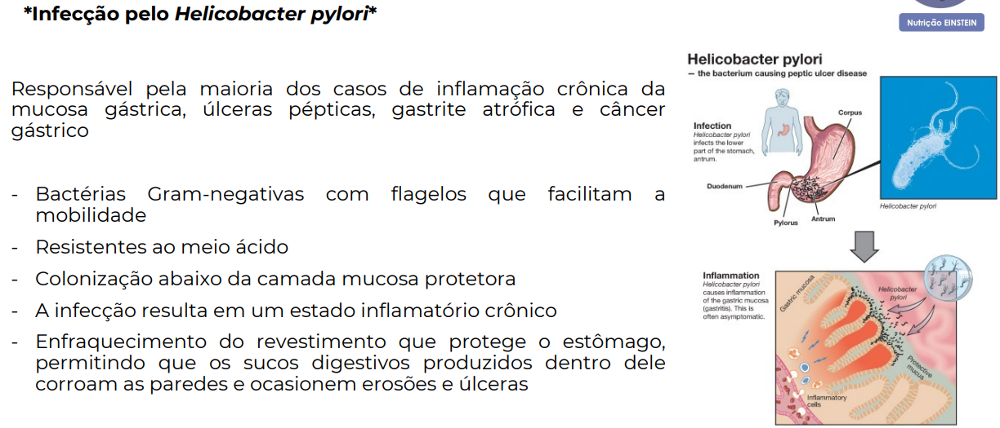 *Infecção pelo Helicobacter pylori*
Nutrição EINSTEIN
Responsável pela maioria dos casos de inflamação crônica da
mucosa gástrica, úlceras pépticas, gastrite atrófica e câncer
gástrico
- Bactérias Gram-negativas com flagelos que facilitam a
mobilidade
- Resistentes ao meio ácido
- Colonização abaixo da camada mucosa protetora
- A infecção resulta em um estado inflamatório crônico
- Enfraquecimento do revestimento que protege o estômago,
permitindo que os sucos digestivos produzidos dentro dele
corroam as paredes e ocasionem erosões e úlceras
Helicobacter pylori
— the bacterium causing peptic ulcer disease
Infection
Helicobacter pylori
infects the lower
part of the stomach,
antrum.
Corpus
Duodenum
Pylorus
Antrum
Helicobacter pylori
Inflammation
Helicobacter pylori
causes inflammation
of the gastric mucosa
(gastritis). This is
often asymptomatic.
Gastric mucosa
Helicobacter
pylori
Protective
mucus
Inflammatory
cells